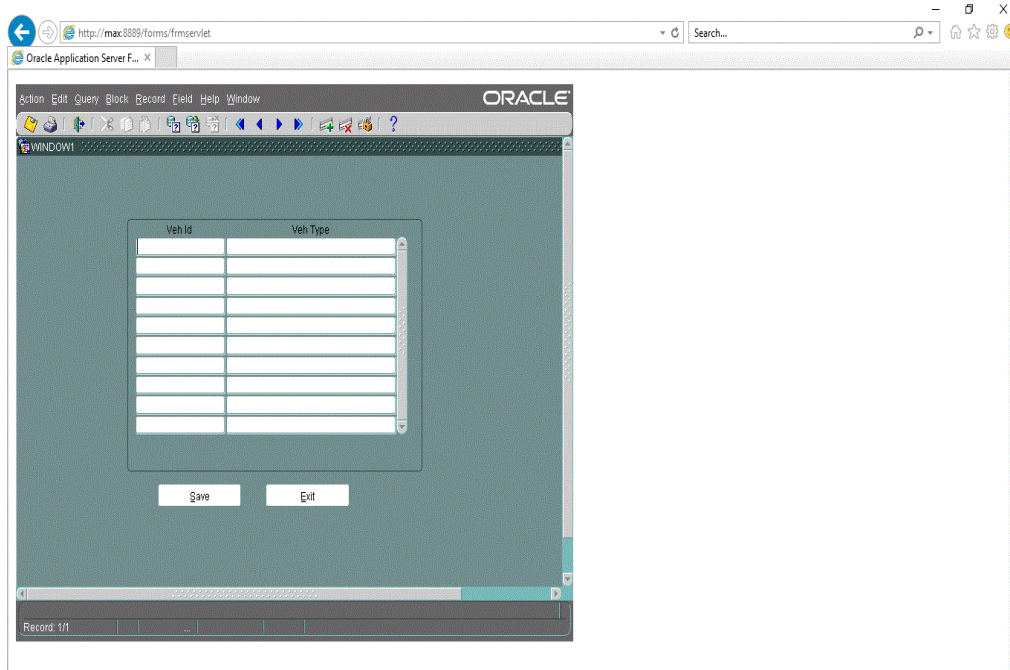 http://max:8889/forms/frmservlet
Search...
Oracle Application Server F...
Action Edit Query Block Record Field Help Window
ORACLE
WINDOW1
Veh Id Veh Type
Save Exit
Record: 1/1 ...